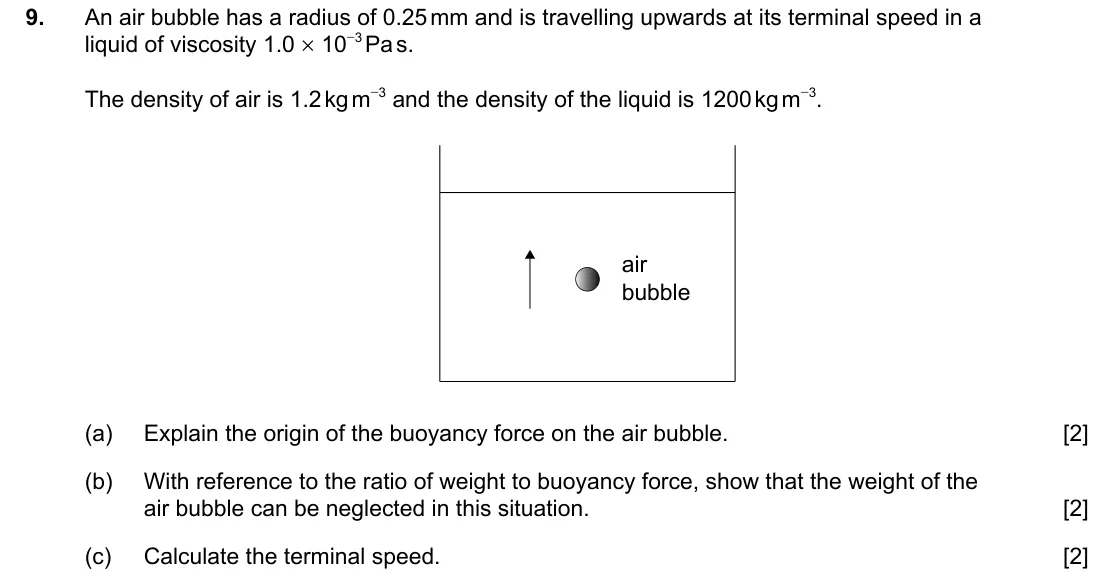 9. An air bubble has a radius of 0.25 mm and is travelling upwards at its terminal speed in a
liquid of viscosity 1.0 × 10⁻³ Pa s.
The density of air is 1.2 kg m⁻³ and the density of the liquid is 1200 kg m⁻³.
air
bubble
(a) Explain the origin of the buoyancy force on the air bubble. [2]
(b) With reference to the ratio of weight to buoyancy force, show that the weight of the
air bubble can be neglected in this situation. [2]
(c) Calculate the terminal speed. [2]